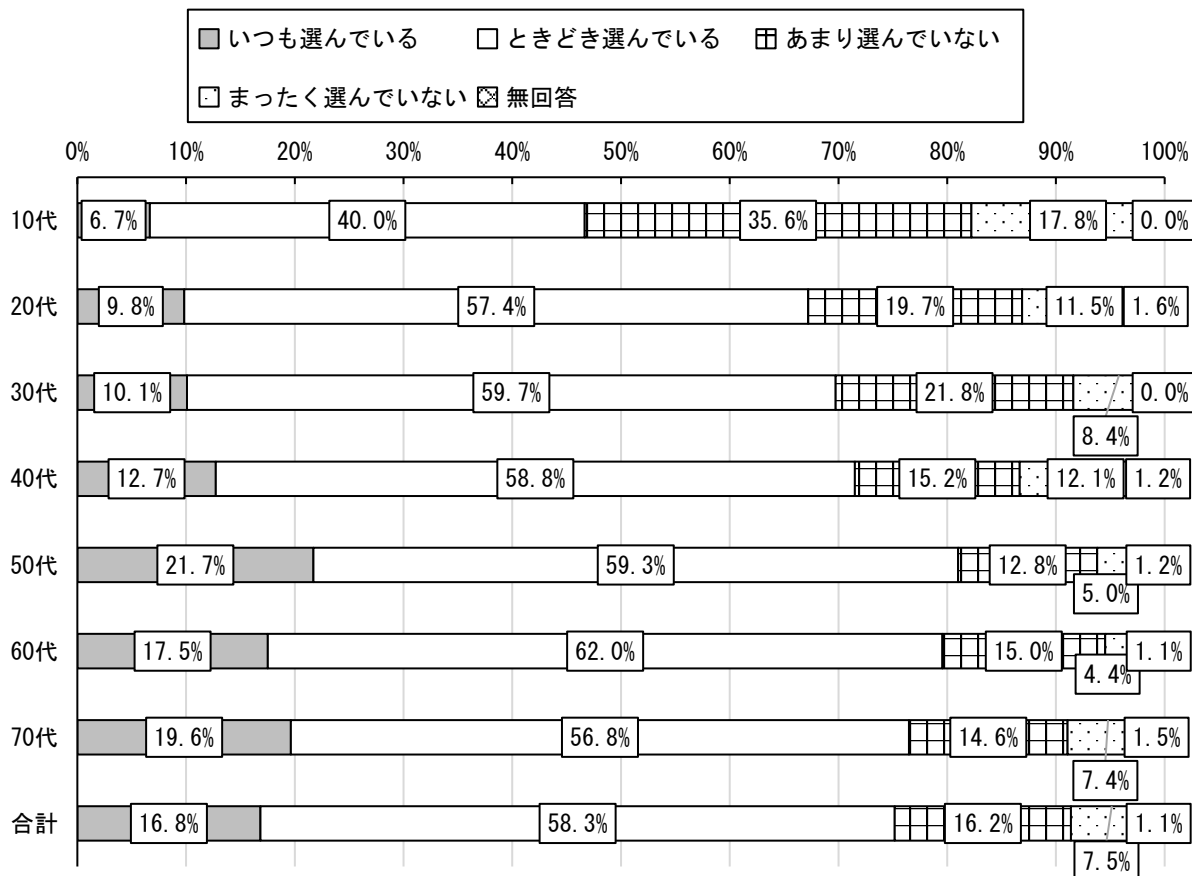 いつも選んでいる ときどき選んでいる あまり選んでいない
まったく選んでいない 無回答
0% 10% 20% 30% 40% 50% 60% 70% 80% 90% 100%
10代 6.7% 40.0% 35.6% 17.8% 0.0%
20代 9.8% 57.4% 19.7% 11.5% 1.6%
30代 10.1% 59.7% 21.8% 0.0%
8.4%
40代 12.7% 58.8% 15.2% 12.1% 1.2%
50代 21.7% 59.3% 12.8% 1.2%
5.0%
60代 17.5% 62.0% 15.0% 1.1%
4.4%
70代 19.6% 56.8% 14.6% 1.5%
7.4%
合計 16.8% 58.3% 16.2% 1.1%
7.5%